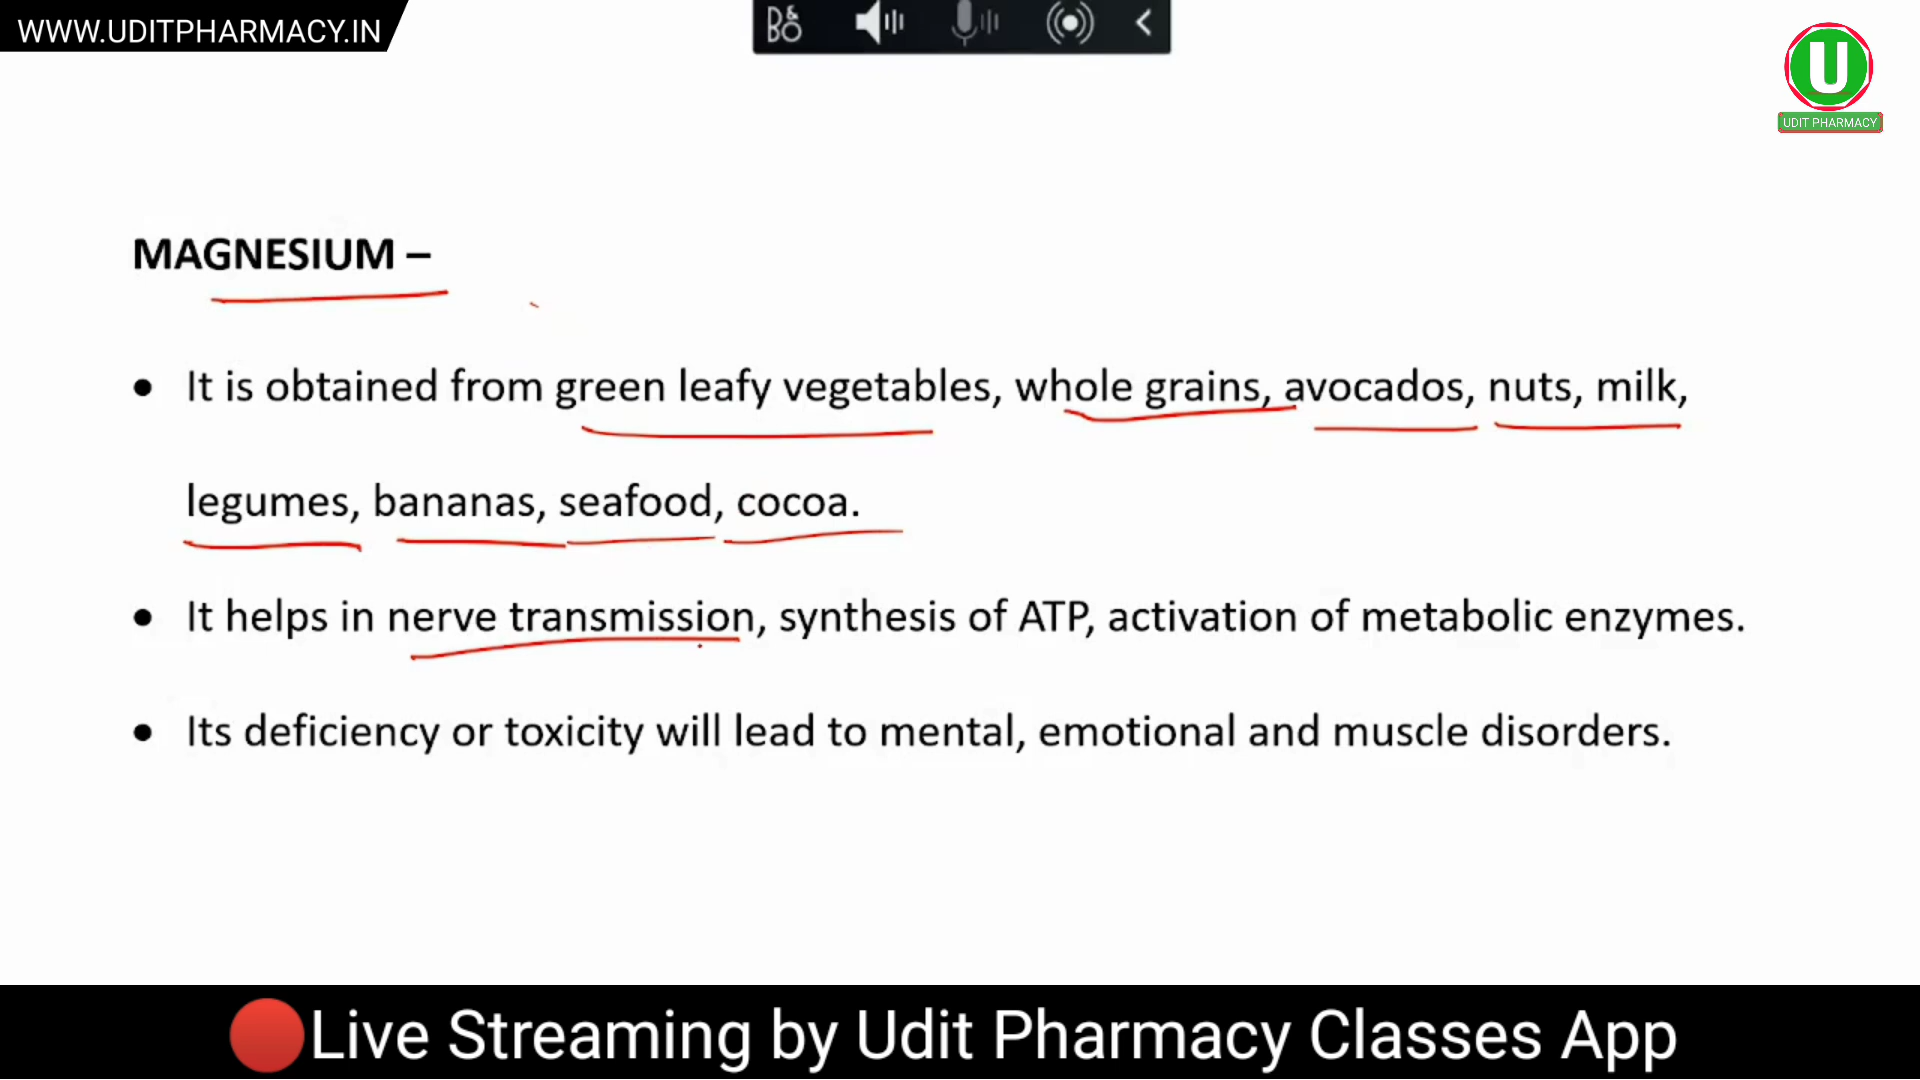 WWW.UDITPHARMACY.IN
B&O
U
UDIT PHARMACY
MAGNESIUM –
• It is obtained from green leafy vegetables, whole grains, avocados, nuts, milk,
legumes, bananas, seafood, cocoa.
• It helps in nerve transmission, synthesis of ATP, activation of metabolic enzymes.
• Its deficiency or toxicity will lead to mental, emotional and muscle disorders.
Live Streaming by Udit Pharmacy Classes App